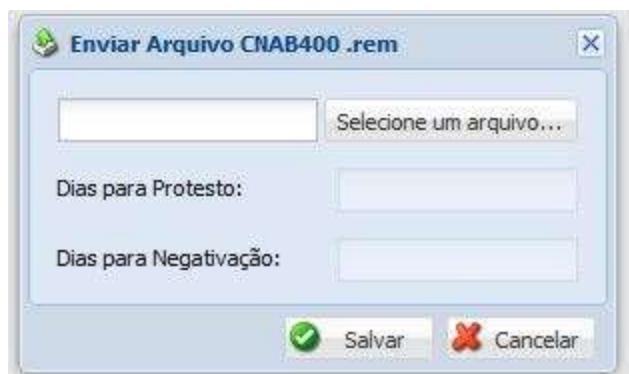 Enviar Arquivo CNAB400 .rem
Selecione um arquivo...
Dias para Protesto:
Dias para Negativação:
Salvar Cancelar